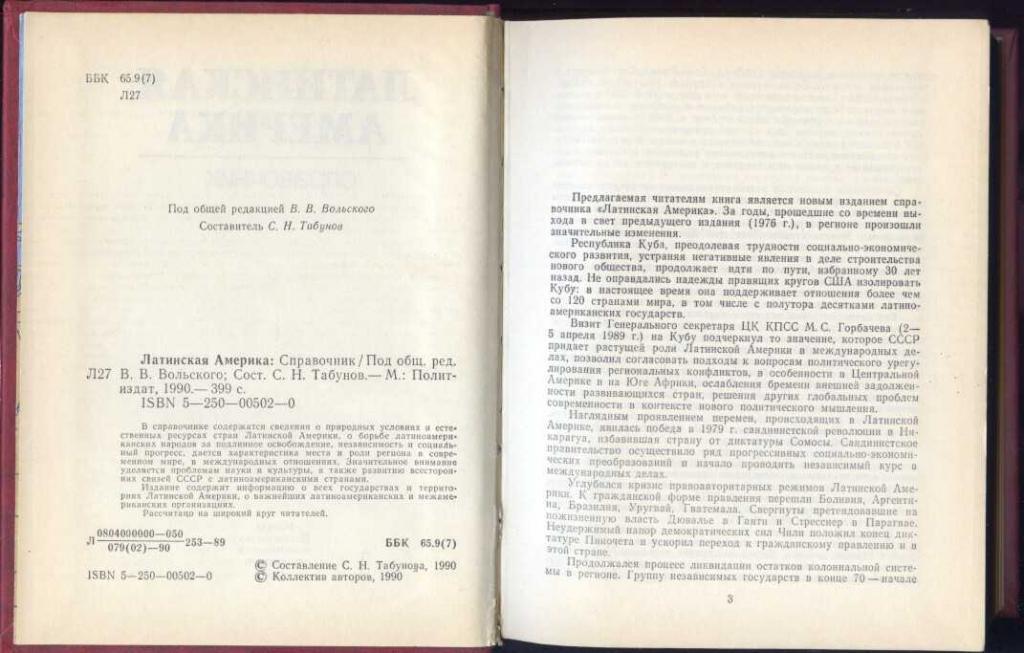 ББК 65.9(7)
Л27
Под общей редакцией В. В. Вольского
Составитель С. Н. Табунов
Латинская Америка: Справочник/Под общ. ред.
Л27 В. В. Вольского; Сост. С. Н. Табунов.— М.: Полит-
издат, 1990.— 399 с.
ISBN 5—250—00502—0
В справочнике содержатся сведения о природных условиях и есте-
ственных ресурсах стран Латинской Америки, о борьбе латиноамери-
канских народов за подлинное освобождение, независимость и социаль-
ный прогресс, дается характеристика места и роли региона в совре-
менном мире, в международных отношениях. Значительное внимание
уделяется проблемам науки и культуры, а также развитию всесторон-
них связей СССР с латиноамериканскими странами.
Издание содержит информацию о всех государствах и террито-
риях Латинской Америки, о важнейших латиноамериканских и межаме-
риканских организациях.
Рассчитано на широкий круг читателей.
Л 0804000000—050
079(02)—90 253—89
ББК 65.9(7)
ISBN 5—250—00502—0
© Составление С. Н. Табунова, 1990
© Коллектив авторов, 1990
Предлагаемая читателям книга является новым изданием спра-
вочника «Латинская Америка». За годы, прошедшие со времени вы-
хода в свет предыдущего издания (1976 г.), в регионе произошли
значительные изменения.
Республика Куба, преодолевая трудности социально-экономиче-
ского развития, устраняя негативные явления в деле строительства
нового общества, продолжает идти по пути, избранному 30 лет
назад. Не оправдались надежды правящих кругов США изолировать
Кубу: в настоящее время она поддерживает отношения более чем
со 120 странами мира, в том числе с полутора десятками латино-
американских государств.
Визит Генерального секретаря ЦК КПСС М. С. Горбачева (2—
5 апреля 1989 г.) на Кубу подчеркнул то значение, которое СССР
придает растущей роли Латинской Америки в международных де-
лах, позволил согласовать подходы к вопросам политического урегу-
лирования региональных конфликтов, в особенности в Центральной
Америке и на Юге Африки, ослабления бремени внешней задолжен-
ности развивающихся стран, решения других глобальных проблем
современности в контексте нового политического мышления.
Наглядным проявлением перемен, происходящих в Латинской
Америке, явилась победа в 1979 г. сандинистской революции в Ни-
карагуа, избавившая страну от диктатуры Сомосы. Сандинистское
правительство осуществило ряд прогрессивных социально-экономи-
ческих преобразований и начало проводить независимый курс в
международных делах.
Углубился кризис правоавторитарных режимов Латинской Аме-
рики. К гражданской форме правления перешли Боливия, Аргенти-
на, Бразилия, Уругвай, Гватемала. Свергнуты претендовавшие на
пожизненную власть Дювалье в Гаити и Стресснер в Парагвае.
Неудержимый напор демократических сил Чили положил конец дик-
татуре Пиночета и ускорил переход к гражданскому правлению и в
этой стране.
Продолжался процесс ликвидации остатков колониальной систе-
мы в регионе. Группу независимых государств в конце 70 — начале
3